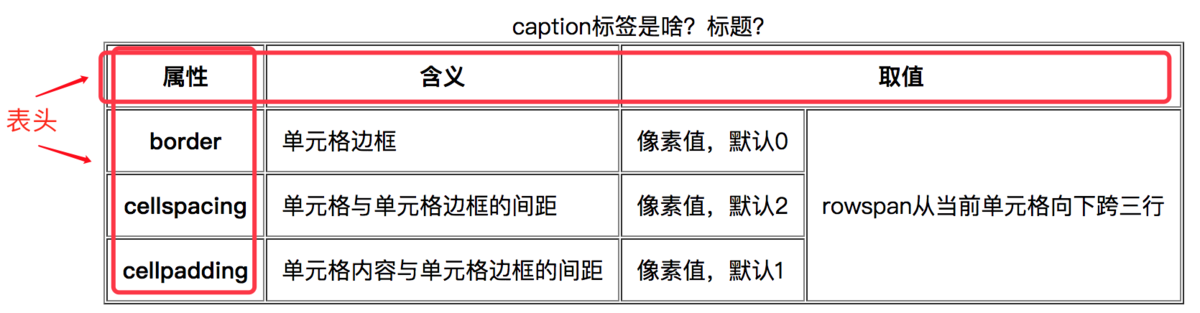 caption标签是啥？标题？
属性 含义 取值
表头
border 单元格边框 像素值，默认0
cellspacing 单元格与单元格边框的间距 像素值，默认2 rowspan从当前单元格向下跨三行
cellpadding 单元格内容与单元格边框的间距 像素值，默认1